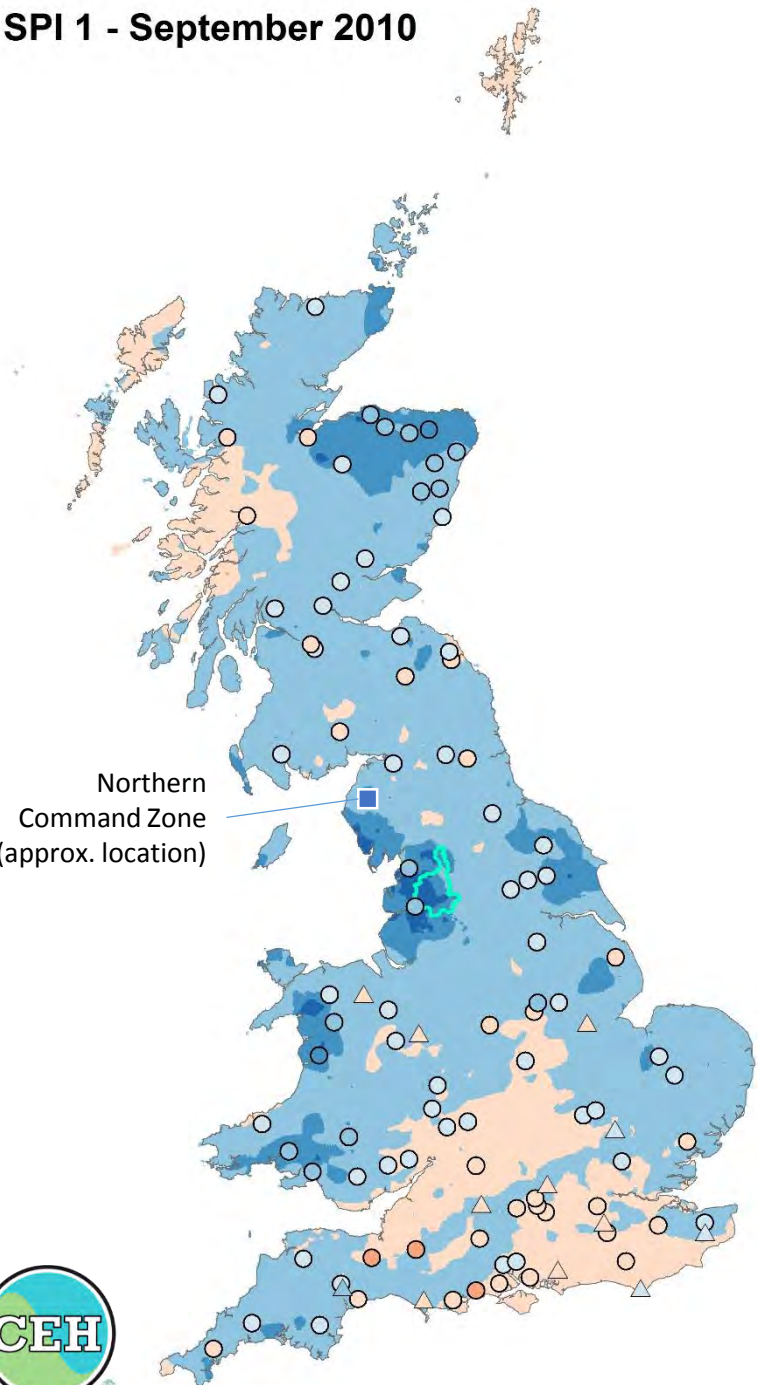 SPI 1 - September 2010
Northern
Command Zone
(approx. location)
CEH